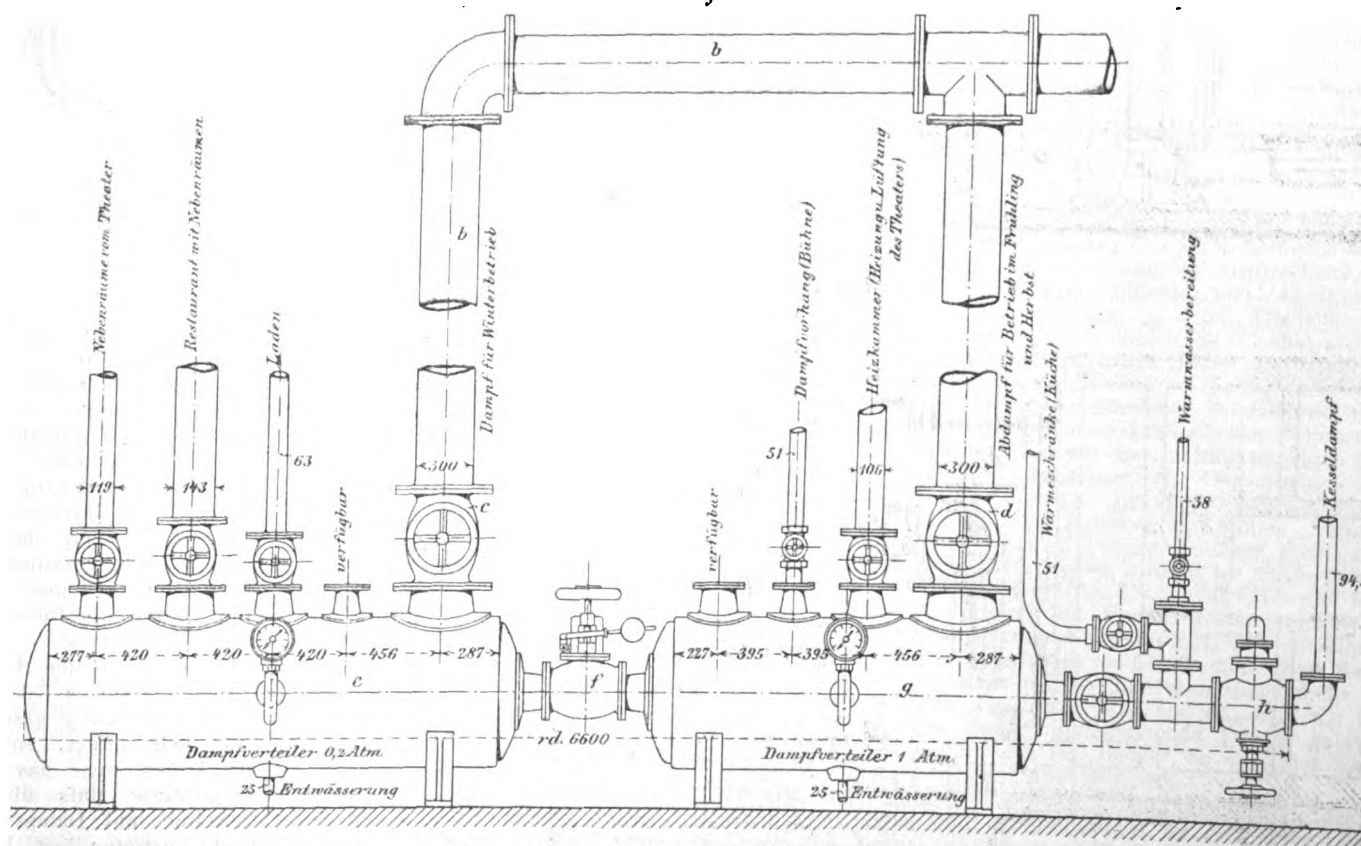 b
b
Nebenräume vom Theater
Restaurant mit Nebenräumen
Laden
verfügbar
Dampf für Winterbetrieb
Dampfvorhang (Bühne)
Heizkammer (Heizung u. Lüftung
des Theaters)
Abdampf für Betrieb im Frühling
und Herbst
Wärmeschränke (Küche)
Warmwasserbereitung
Kesseldampf
verfügbar
119
143
63
300
c
51
106
300
d
51
38
94,
277
420
420
420
456
287
c
f
rd. 6600
227
395
395
456
287
g
h
Dampfverteiler 0,2 Atm.
25
Entwässerung
Dampfverteiler 1 Atm.
25
Entwässerung